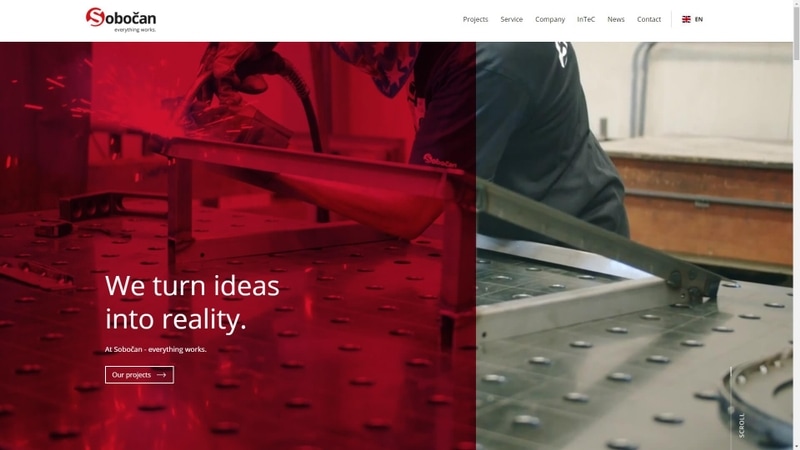 Sobočan
everything works.
Projects
Service
Company
InTeC
News
Contact
EN
Sobočan
We turn ideas
into reality.
At Sobočan - everything works.
Our projects
SCROLL